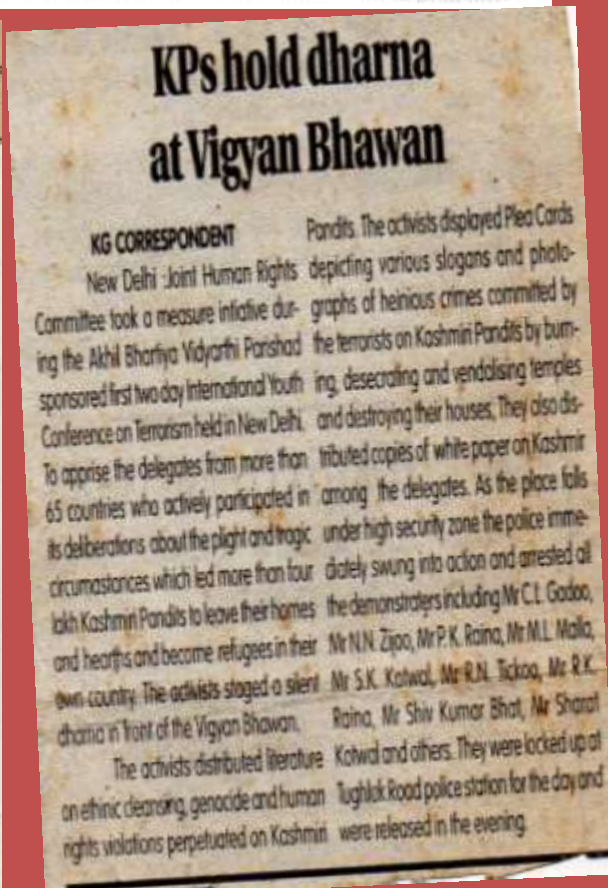 KPs hold dharna
at Vigyan Bhawan
KG CORRESPONDENT
New Delhi :Joint Human Rights
Committee took a measure intiative dur-
ing the Akhil Bhartiya Vidyarthi Parishad
sponsored first two day International Youth
Conference on Terrorism held in New Delhi.
To apprise the delegates from more than
65 countries who actively participated in
its deliberations about the plight and tragic
circumastances which led more than four
lakh Kashmiri Pandits to leave their homes
and hearths and become refugees in their
own country. The activists staged a silent
dharna in front of the Vigyan Bhawan.
The activists distributed literature
on ethinic cleansing, genocide and human
rights violations perpetuated on Kashmiri
Pandits. The activists displayed Plea Cards
depicting various slogans and photo-
graphs of heinious crimes committed by
the terrorists on Kashmiri Pandits by burn-
ing, desecrating and vendalising temples
and destroying their houses, They also dis-
tributed copies of white paper on Kashmir
among the delegates. As the place falls
under high security zone the police imme-
diately swung into action and arrested all
the demonstraters including Mr C.L. Gadoo,
Mr N.N. Zijoo, Mr P.K. Raina, Mr M.L. Malla,
Mr S.K. Kotwal, Mr R.N. Tickoo, Mr R.K.
Raina, Mr Shiv Kumar Bhat, Mr Sharat
Kotwal and others. They were locked up at
Tughlak Road police station for the day and
were released in the evening.